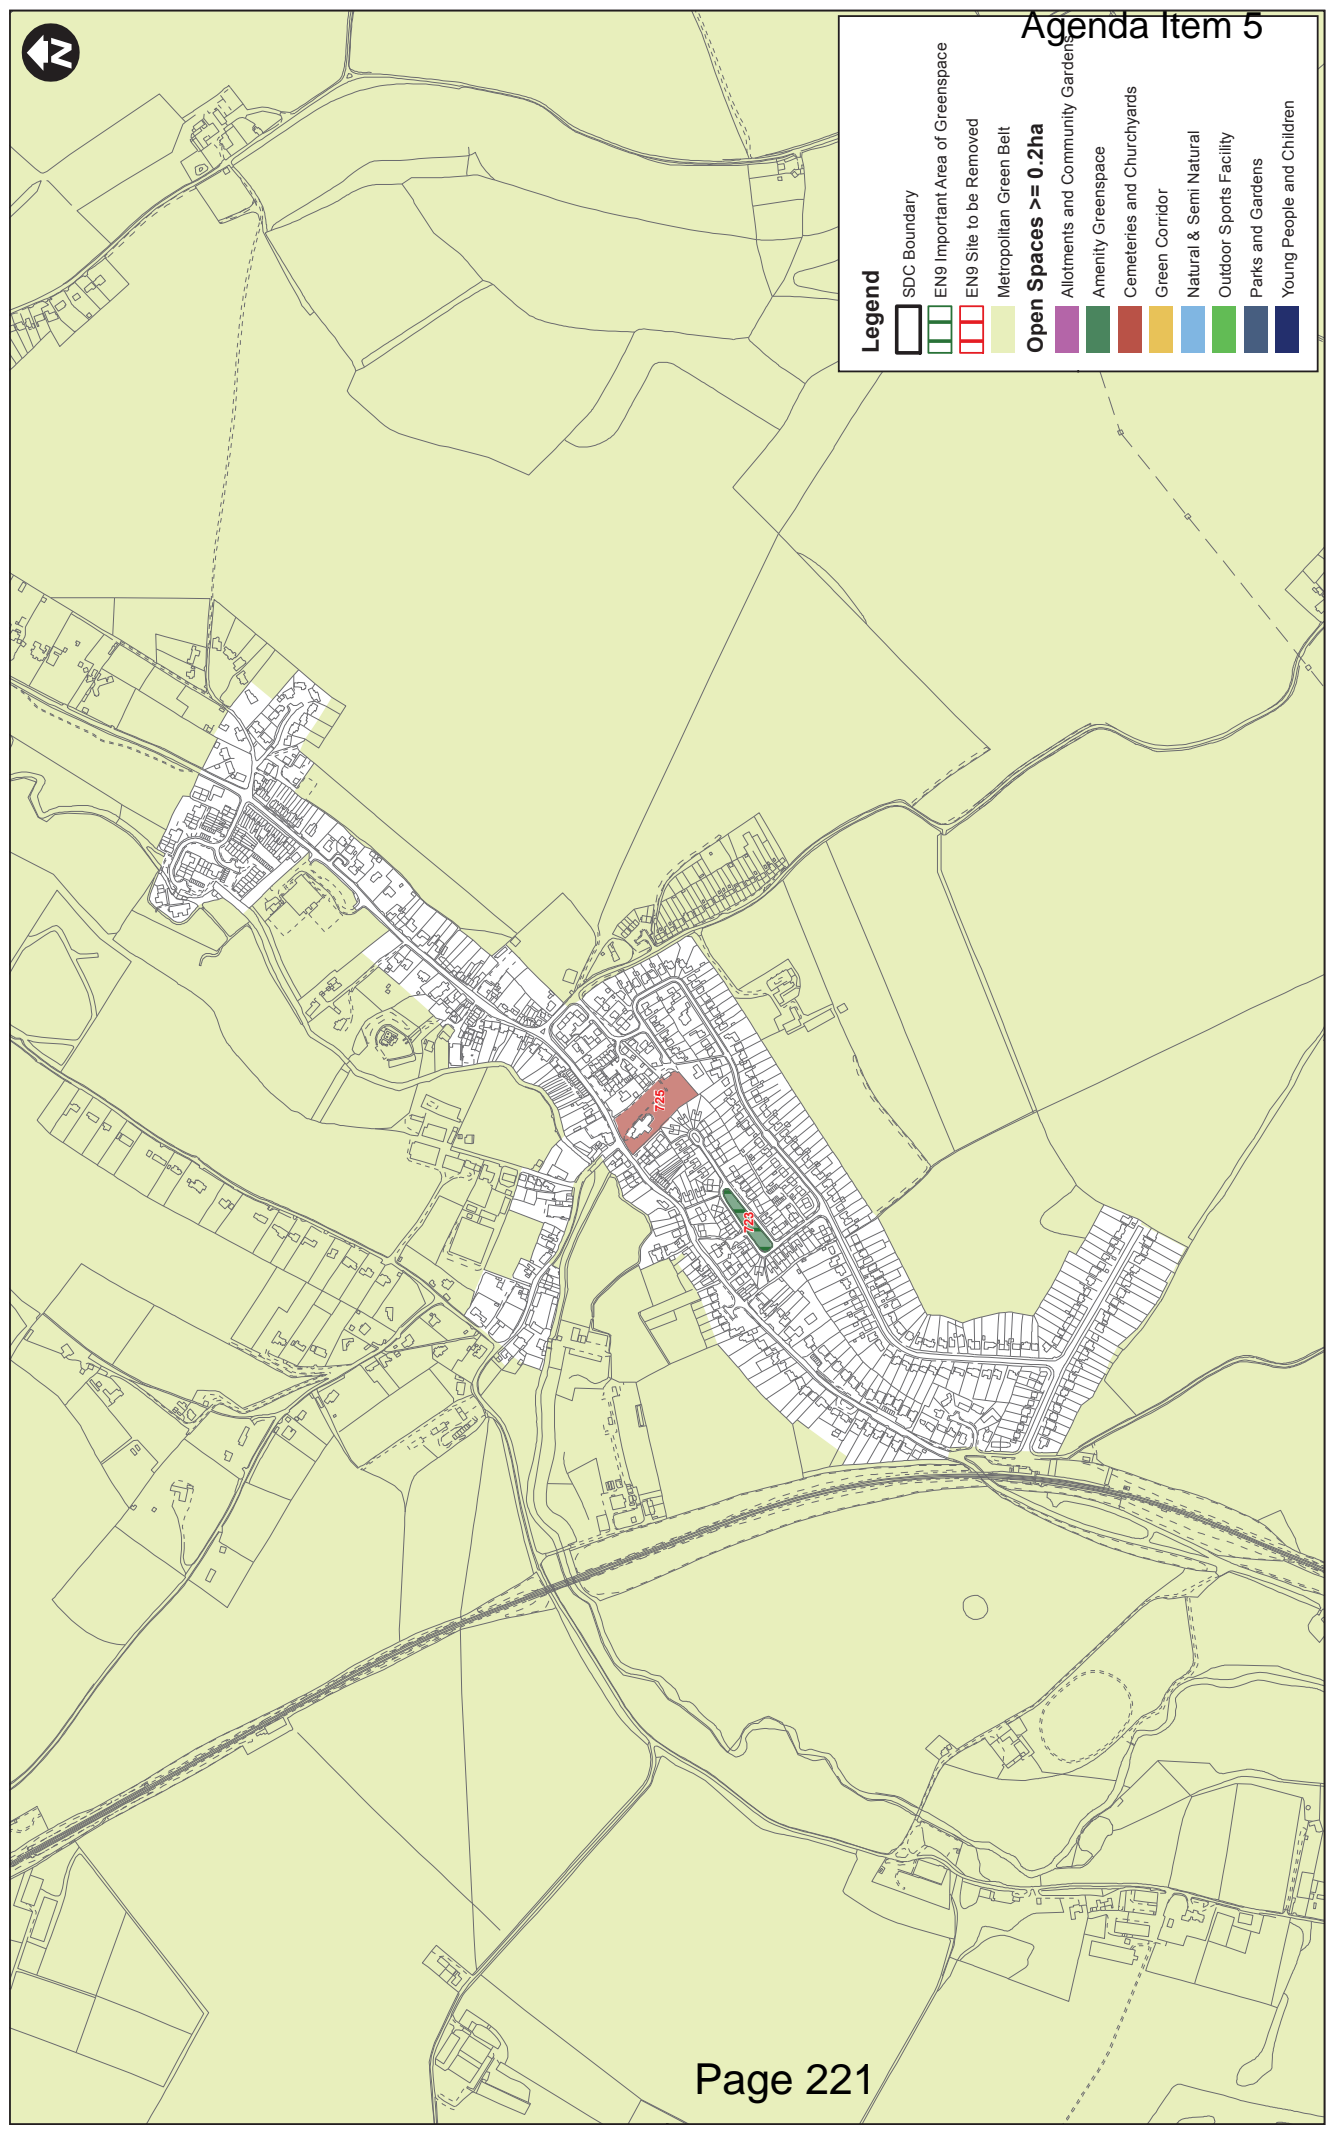 Agenda Item 5
N
Legend
SDC Boundary
EN9 Important Area of Greenspace
EN9 Site to be Removed
Metropolitan Green Belt
Open Spaces >= 0.2ha
Allotments and Community Gardens
Amenity Greenspace
Cemeteries and Churchyards
Green Corridor
Natural & Semi Natural
Outdoor Sports Facility
Parks and Gardens
Young People and Children
725
723
Page 221